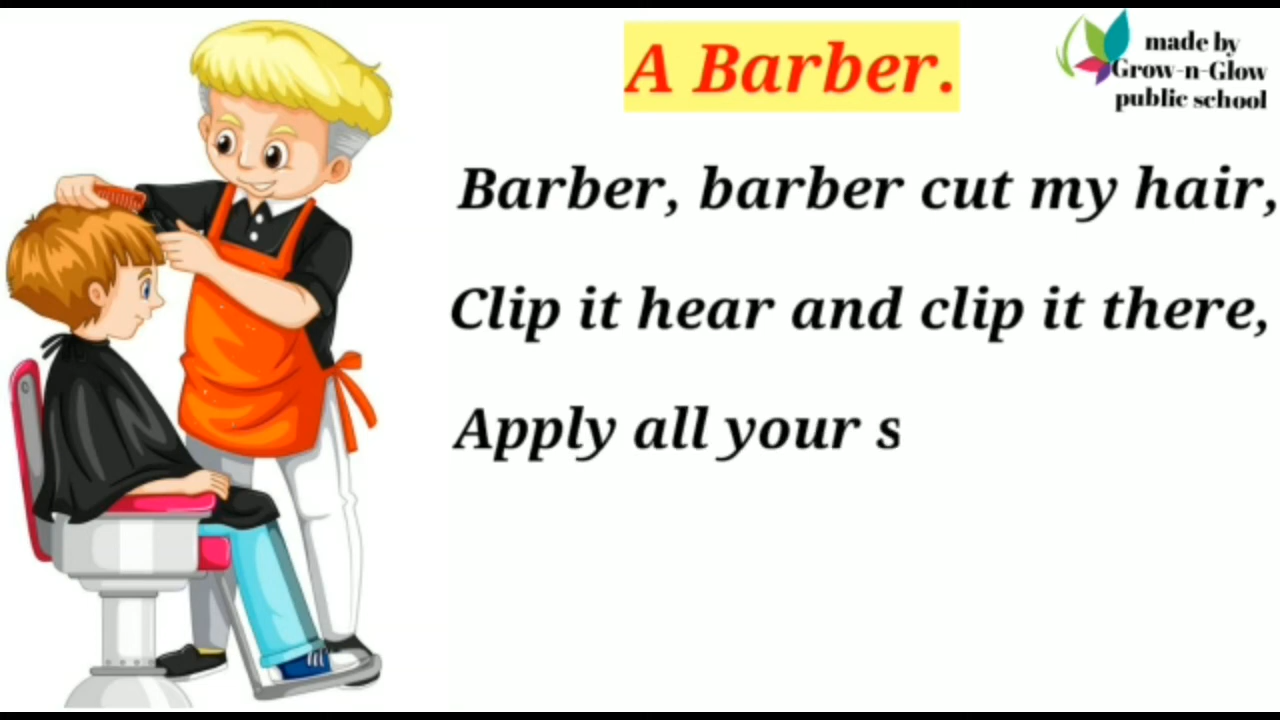 A Barber.
made by
Grow-n-Glow
public school
Barber, barber cut my hair,
Clip it hear and clip it there,
Apply all your s